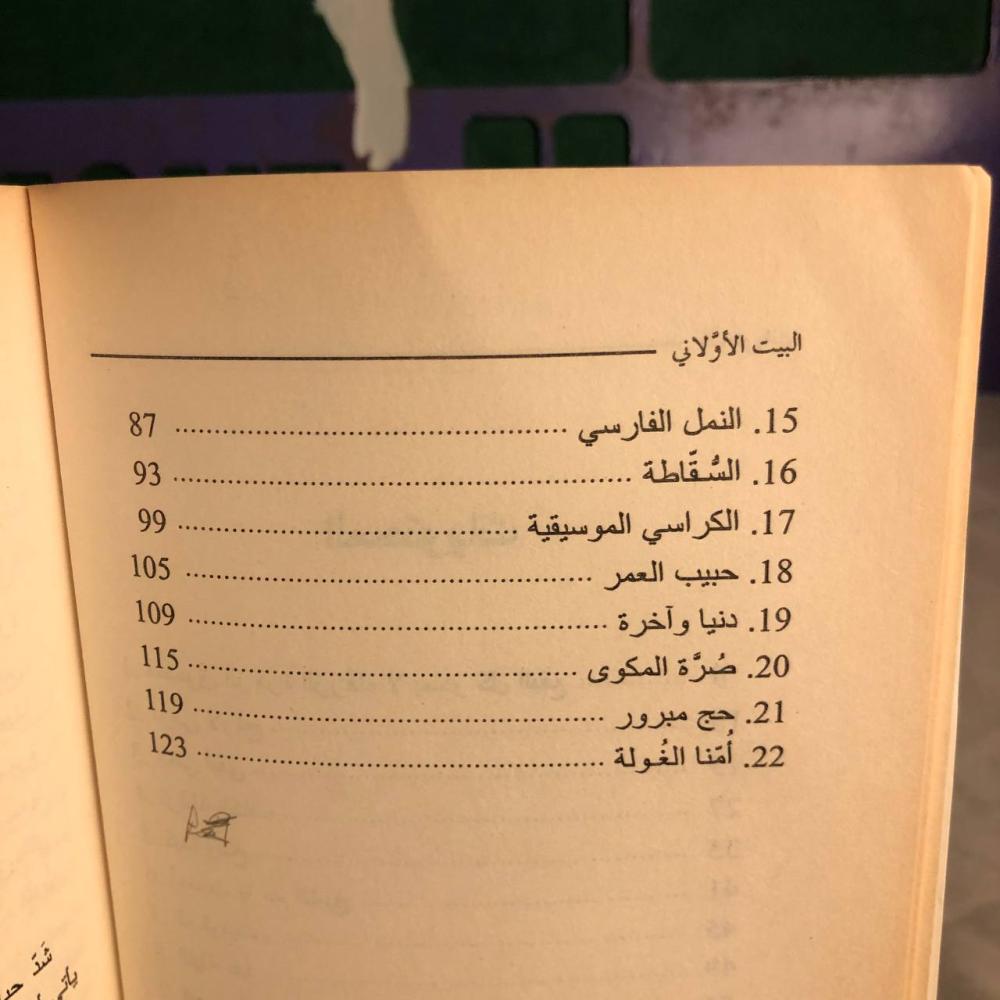 البيت الأوَّلاني
15. النمل الفارسي ........................................ 87
16. السُّقَّاطة ................................................ 93
17. الكراسي الموسيقية ................................... 99
18. حبيب العمر .......................................... 105
19. دنيا وآخرة ........................................... 109
20. صُرَّة المكوى ........................................ 115
21. حج مبرور ........................................... 119
22. أُمّنا الغُولة ........................................... 123
شَدّ